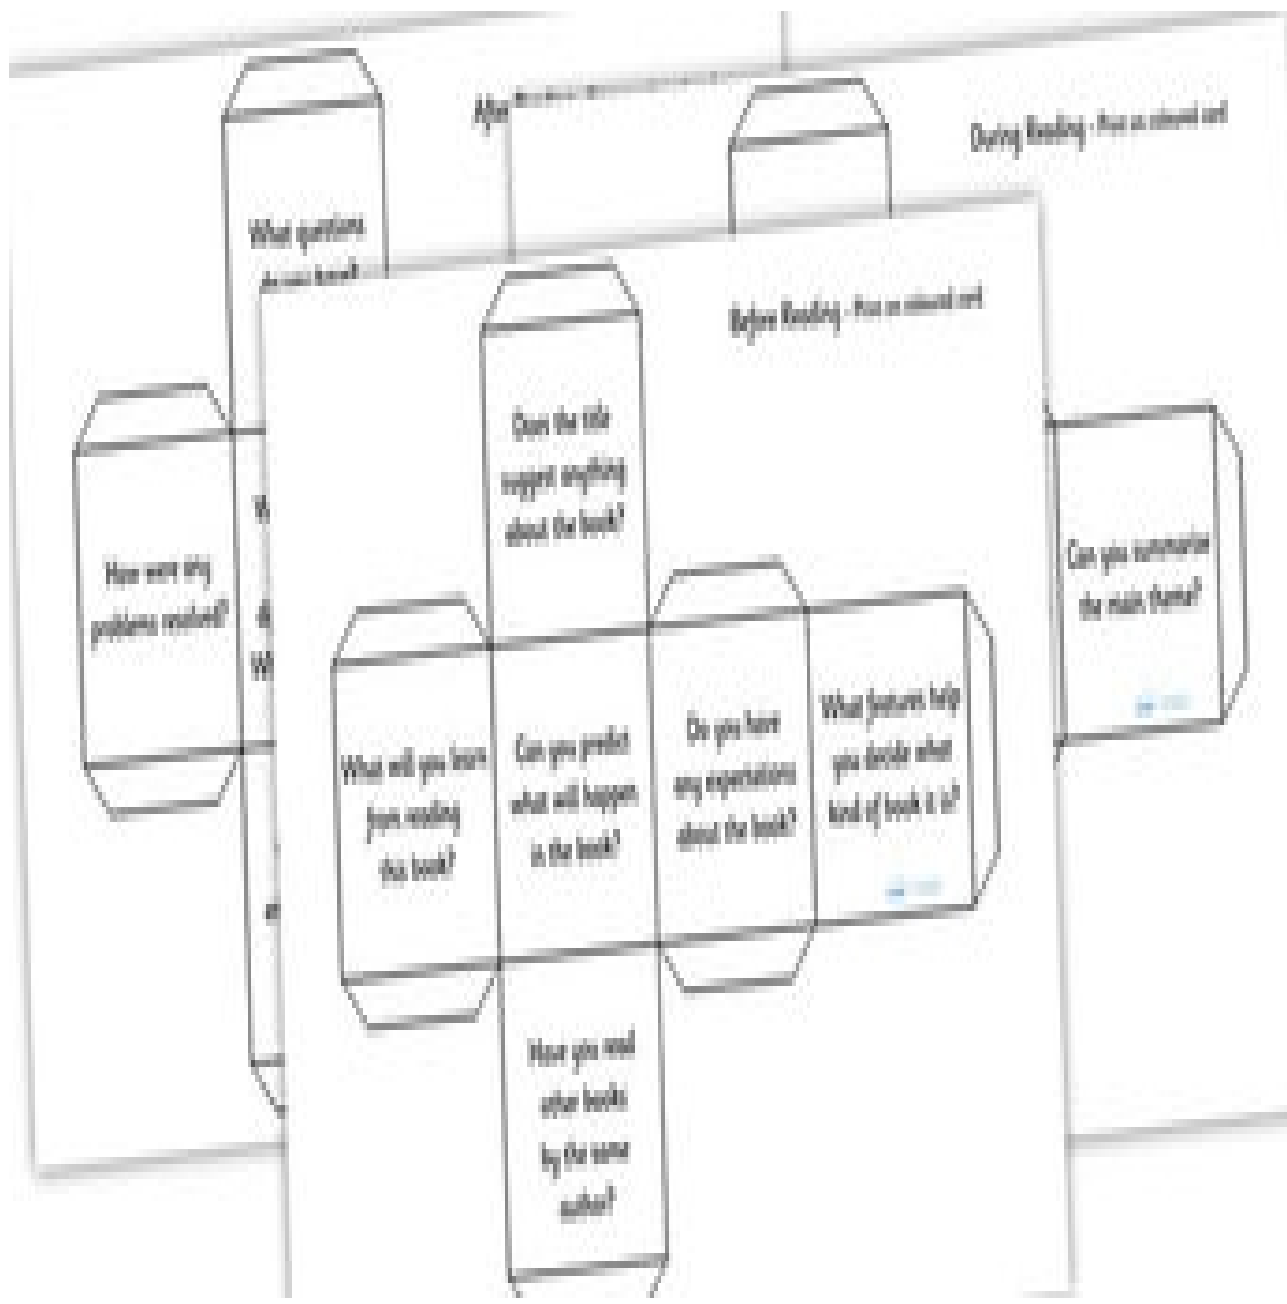 After
During Reading - Print on coloured card
What questions
do you have?
Before Reading - Print on coloured card
Does the title
suggest anything
about the book?
How were any
problems resolved?
Can you summarise
the main theme?
What will you learn
from reading
this book?
Can you predict
what will happen
in the book?
Do you have
any expectations
about the book?
What features help
you decide what
kind of book it is?
Have you read
other books
by the same
author?